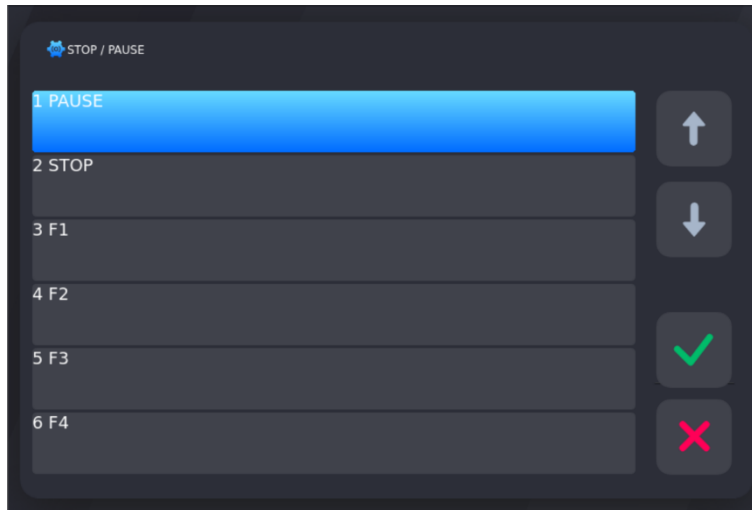 STOP / PAUSE
1 PAUSE
2 STOP
3 F1
4 F2
5 F3
6 F4